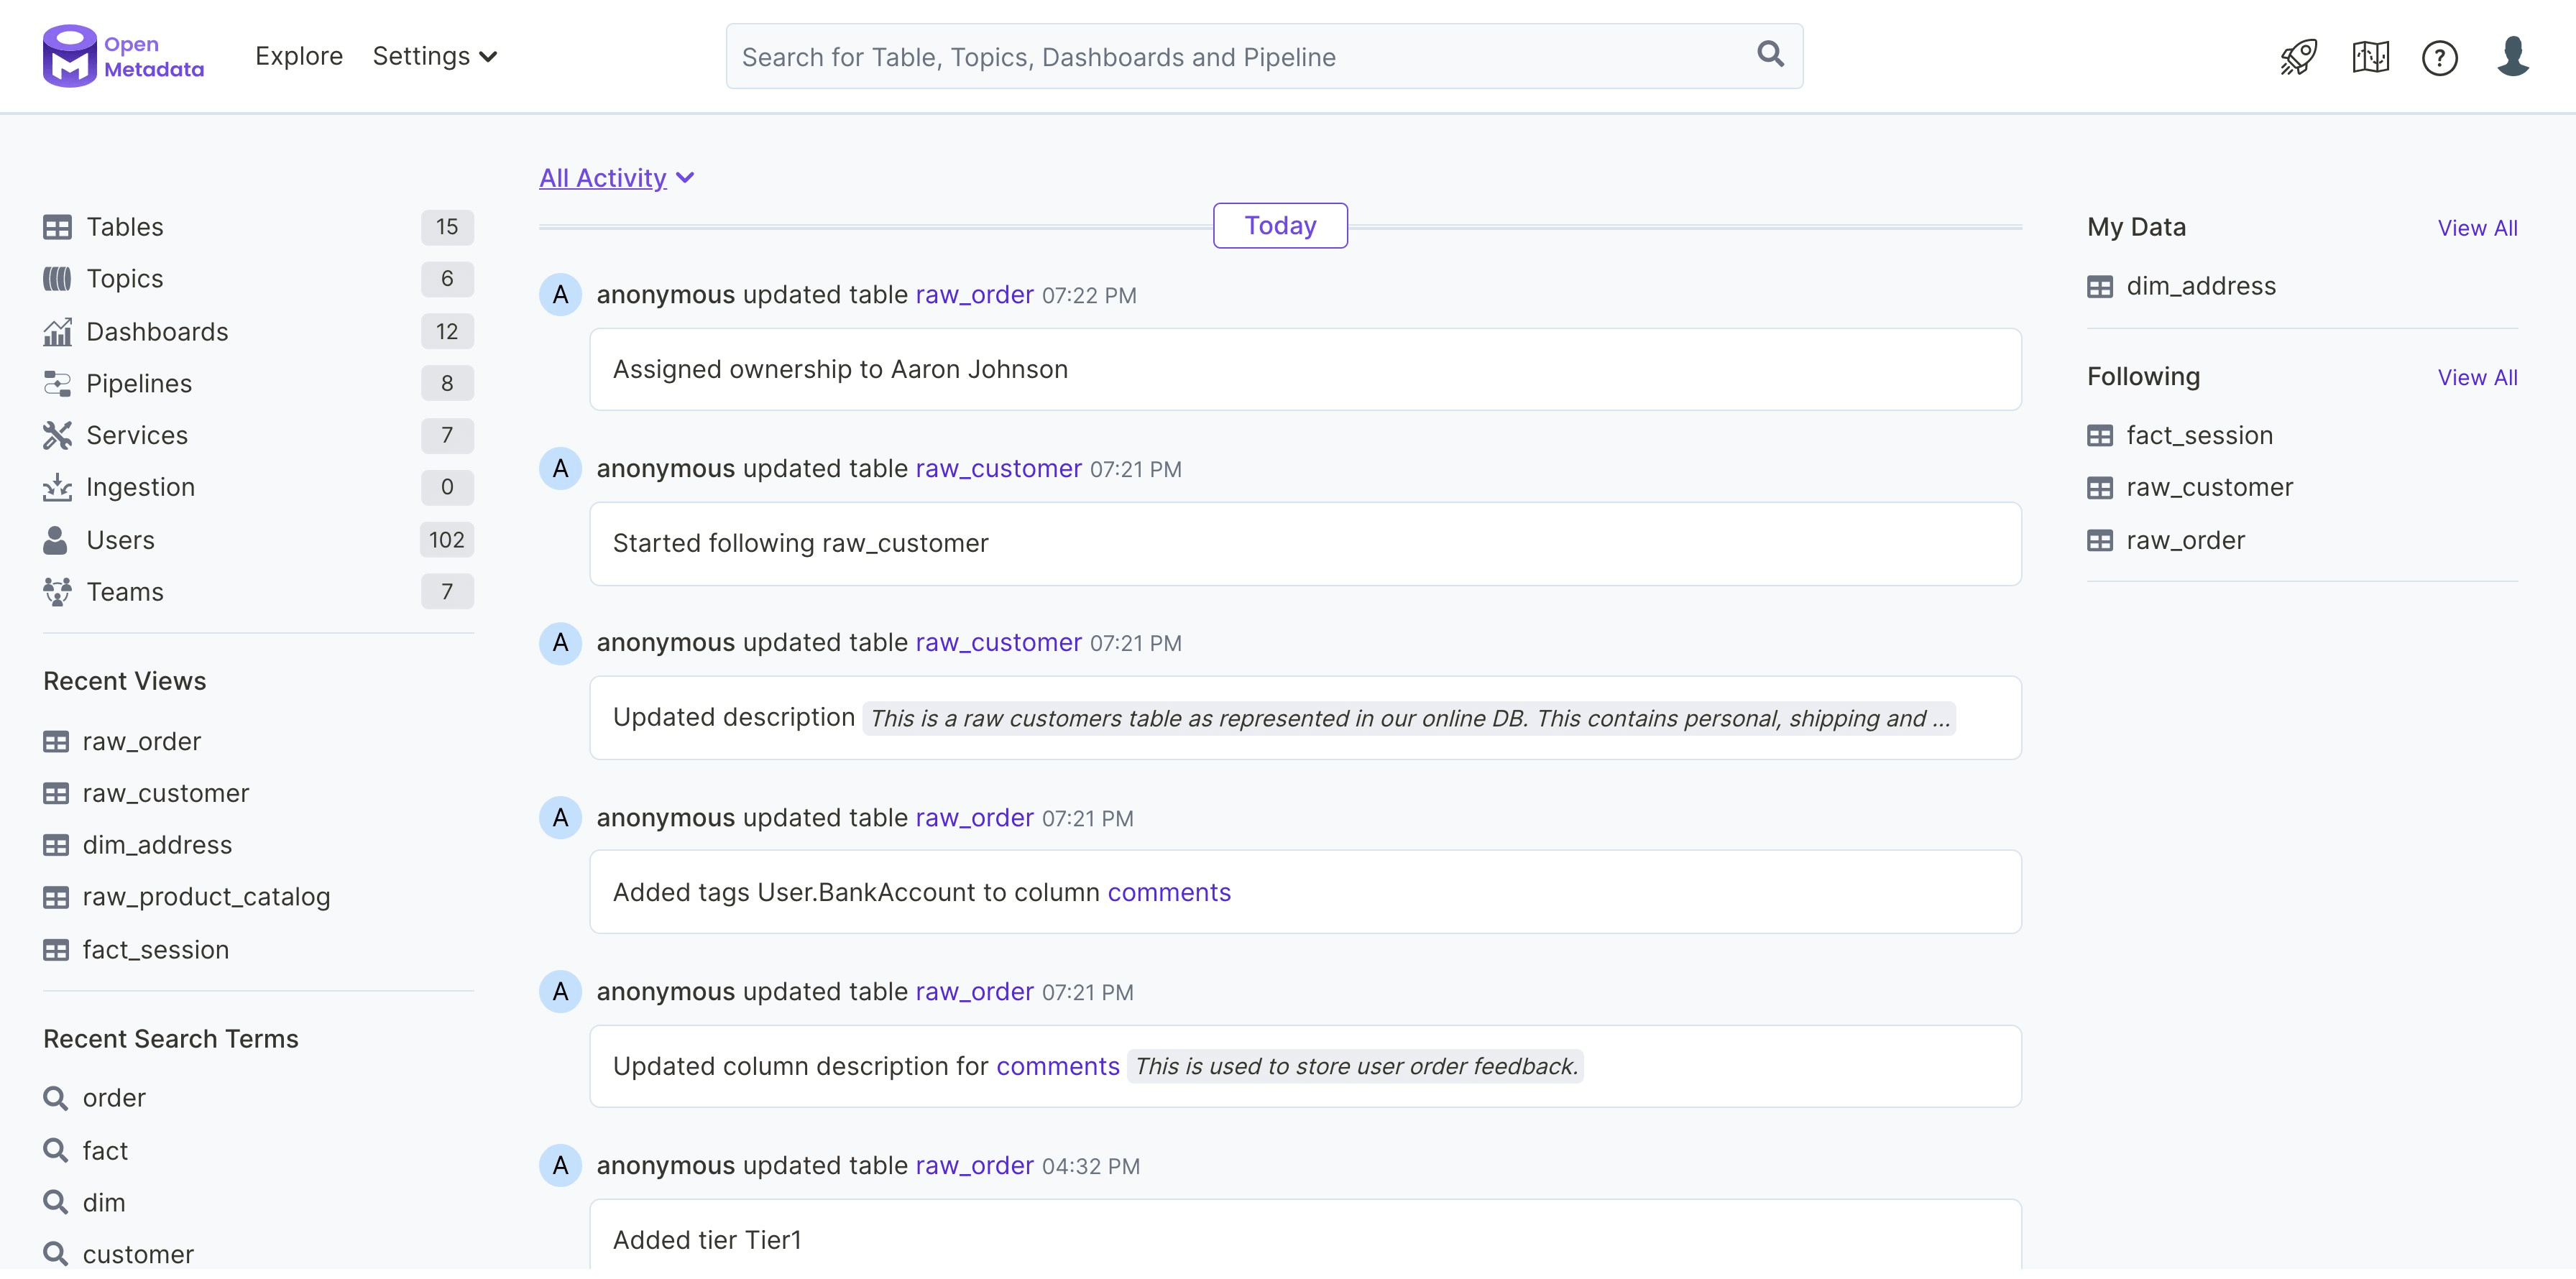 Open
Metadata
Explore
Settings
Search for Table, Topics, Dashboards and Pipeline
?
Tables 15
Topics 6
Dashboards 12
Pipelines 8
Services 7
Ingestion 0
Users 102
Teams 7
Recent Views
raw_order
raw_customer
dim_address
raw_product_catalog
fact_session
Recent Search Terms
order
fact
dim
customer
All Activity
Today
A anonymous updated table raw_order 07:22 PM
Assigned ownership to Aaron Johnson
A anonymous updated table raw_customer 07:21 PM
Started following raw_customer
A anonymous updated table raw_customer 07:21 PM
Updated description This is a raw customers table as represented in our online DB. This contains personal, shipping and ...
A anonymous updated table raw_order 07:21 PM
Added tags User.BankAccount to column comments
A anonymous updated table raw_order 07:21 PM
Updated column description for comments This is used to store user order feedback.
A anonymous updated table raw_order 04:32 PM
Added tier Tier1
My Data View All
dim_address
Following View All
fact_session
raw_customer
raw_order